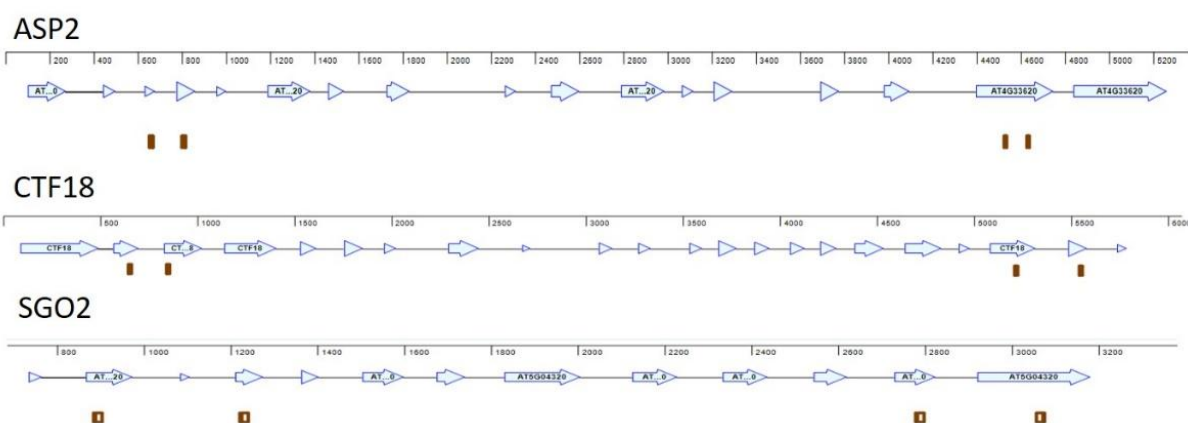 ASP2
200 400 600 800 1000 1200 1400 1600 1800 2000 2200 2400 2600 2800 3000 3200 3400 3600 3800 4000 4200 4400 4600 4800 5000 5200
AT...0 AT...20 AT...20 AT4G33620 AT4G33620
CTF18
500 1000 1500 2000 2500 3000 3500 4000 4500 5000 5500 6000
CTF18 CT...8 CTF18 CTF18
SGO2
800 1000 1200 1400 1600 1800 2000 2200 2400 2600 2800 3000 3200
AT...20 AT...0 AT5G04320 AT...0 AT...0 AT...0 AT5G04320